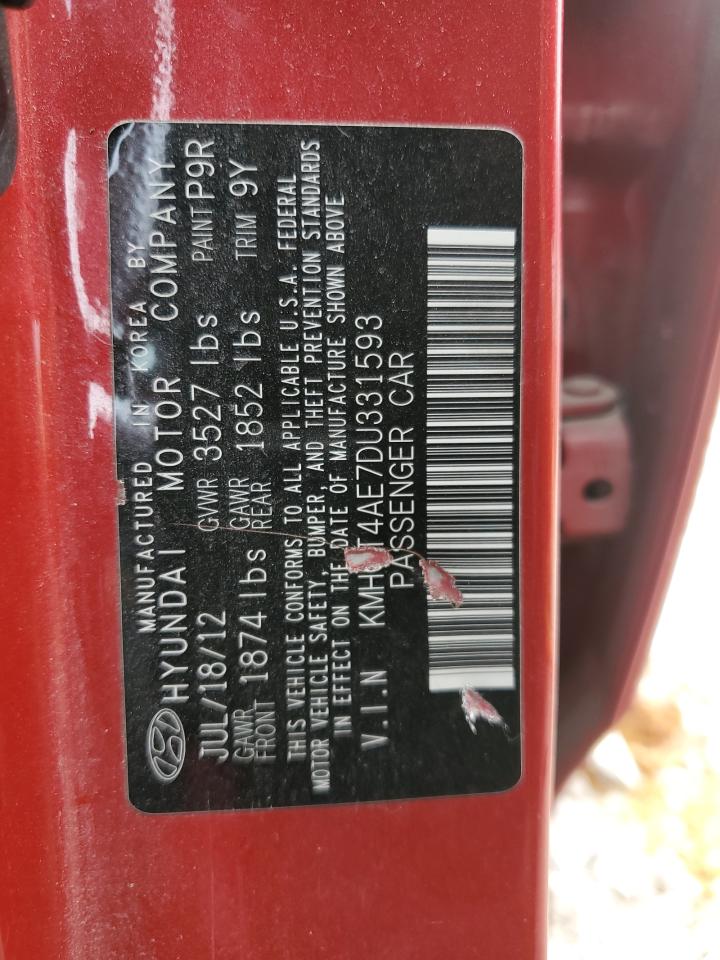 MANUFACTURED IN KOREA BY
HYUNDAI MOTOR COMPANY
JUL/18/12 GVWR 3527 lbs PAINT P9R
GAWR FRONT 1874 lbs GAWR REAR 1852 lbs TRIM 9Y
THIS VEHICLE CONFORMS TO ALL APPLICABLE U.S.A. FEDERAL
MOTOR VEHICLE SAFETY, BUMPER, AND THEFT PREVENTION STANDARDS
IN EFFECT ON THE DATE OF MANUFACTURE SHOWN ABOVE
V.I.N
PASSENGER CAR